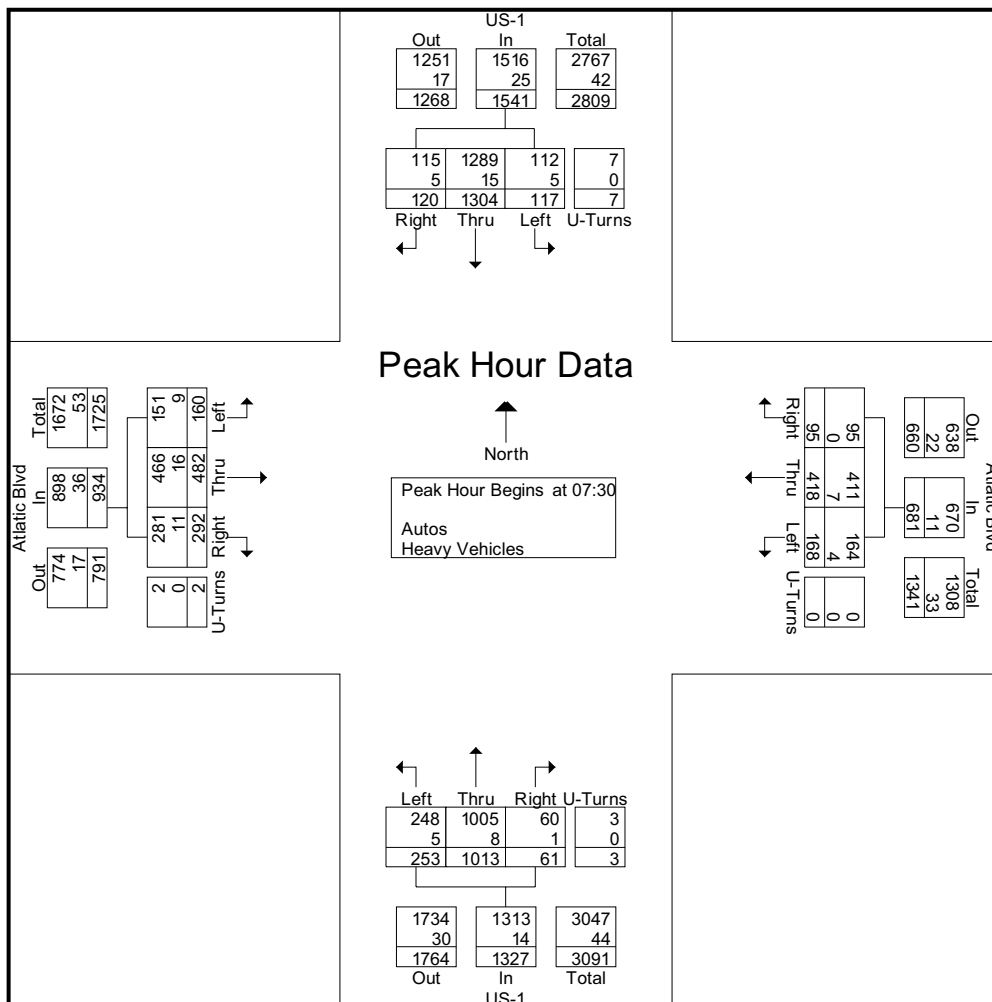 US-1
Out In Total
1251 1516 2767
17 25 42
1268 1541 2809
115 1289 112 7
5 15 5 0
120 1304 117 7
Right Thru Left U-Turns
Peak Hour Data
North
Peak Hour Begins at 07:30
Autos
Heavy Vehicles
Atlatic Blvd
Total In Out
1672 898 774
53 36 17
1725 934 791
151 466 281 2
9 16 11 0
160 482 292 2
Left Thru Right U-Turns
Right Thru Left U-Turns
95 418 168 0
0 7 4 0
95 411 164 0
Out In Total
638 670 1308
22 11 33
660 681 1341
Atlatic Blvd
Left Thru Right U-Turns
248 1005 60 3
5 8 1 0
253 1013 61 3
1734 1313 3047
30 14 44
1764 1327 3091
Out In Total
US-1